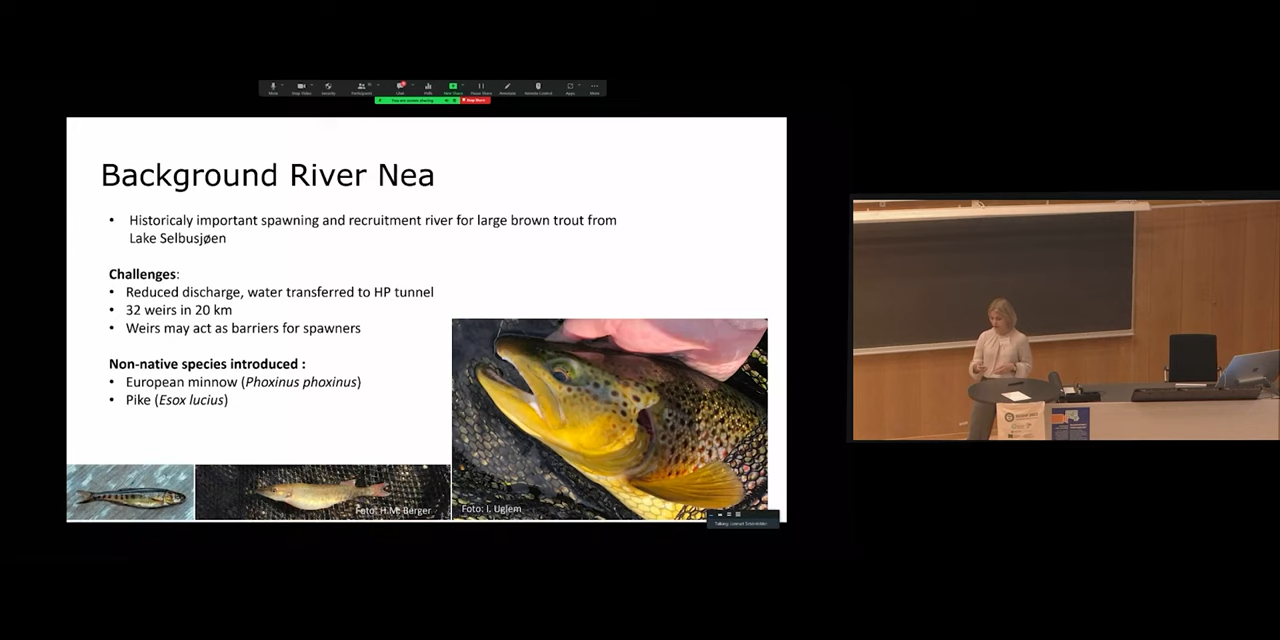 Background River Nea
• Historicaly important spawning and recruitment river for large brown trout from
Lake Selbusjøen
Challenges:
• Reduced discharge, water transferred to HP tunnel
• 32 weirs in 20 km
• Weirs may act as barriers for spawners
Non-native species introduced :
• European minnow (Phoxinus phoxinus)
• Pike (Esox lucius)
Foto: H.M. Berger
Foto: I. Uglem